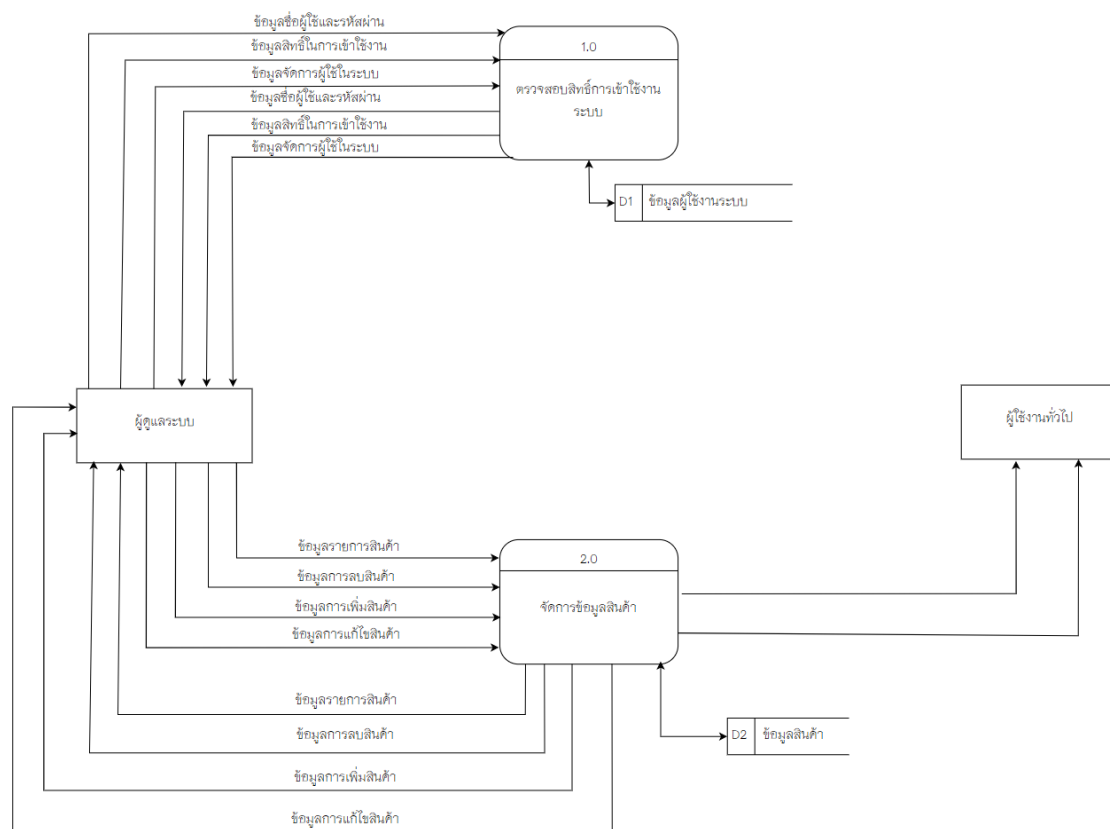 ข้อมูลชื่อผู้ใช้และรหัสผ่าน
ข้อมูลสิทธิ์ในการเข้าใช้งาน
ข้อมูลจัดการผู้ใช้ในระบบ
ข้อมูลชื่อผู้ใช้และรหัสผ่าน
ข้อมูลสิทธิ์ในการเข้าใช้งาน
ข้อมูลจัดการผู้ใช้ในระบบ
1.0
ตรวจสอบสิทธิ์การเข้าใช้งาน
ระบบ
D1 ข้อมูลผู้ใช้งานระบบ
ผู้ดูแลระบบ
ผู้ใช้งานทั่วไป
ข้อมูลรายการสินค้า
ข้อมูลการลบสินค้า
ข้อมูลการเพิ่มสินค้า
ข้อมูลการแก้ไขสินค้า
2.0
จัดการข้อมูลสินค้า
ข้อมูลรายการสินค้า
ข้อมูลการลบสินค้า
ข้อมูลการเพิ่มสินค้า
ข้อมูลการแก้ไขสินค้า
D2 ข้อมูลสินค้า